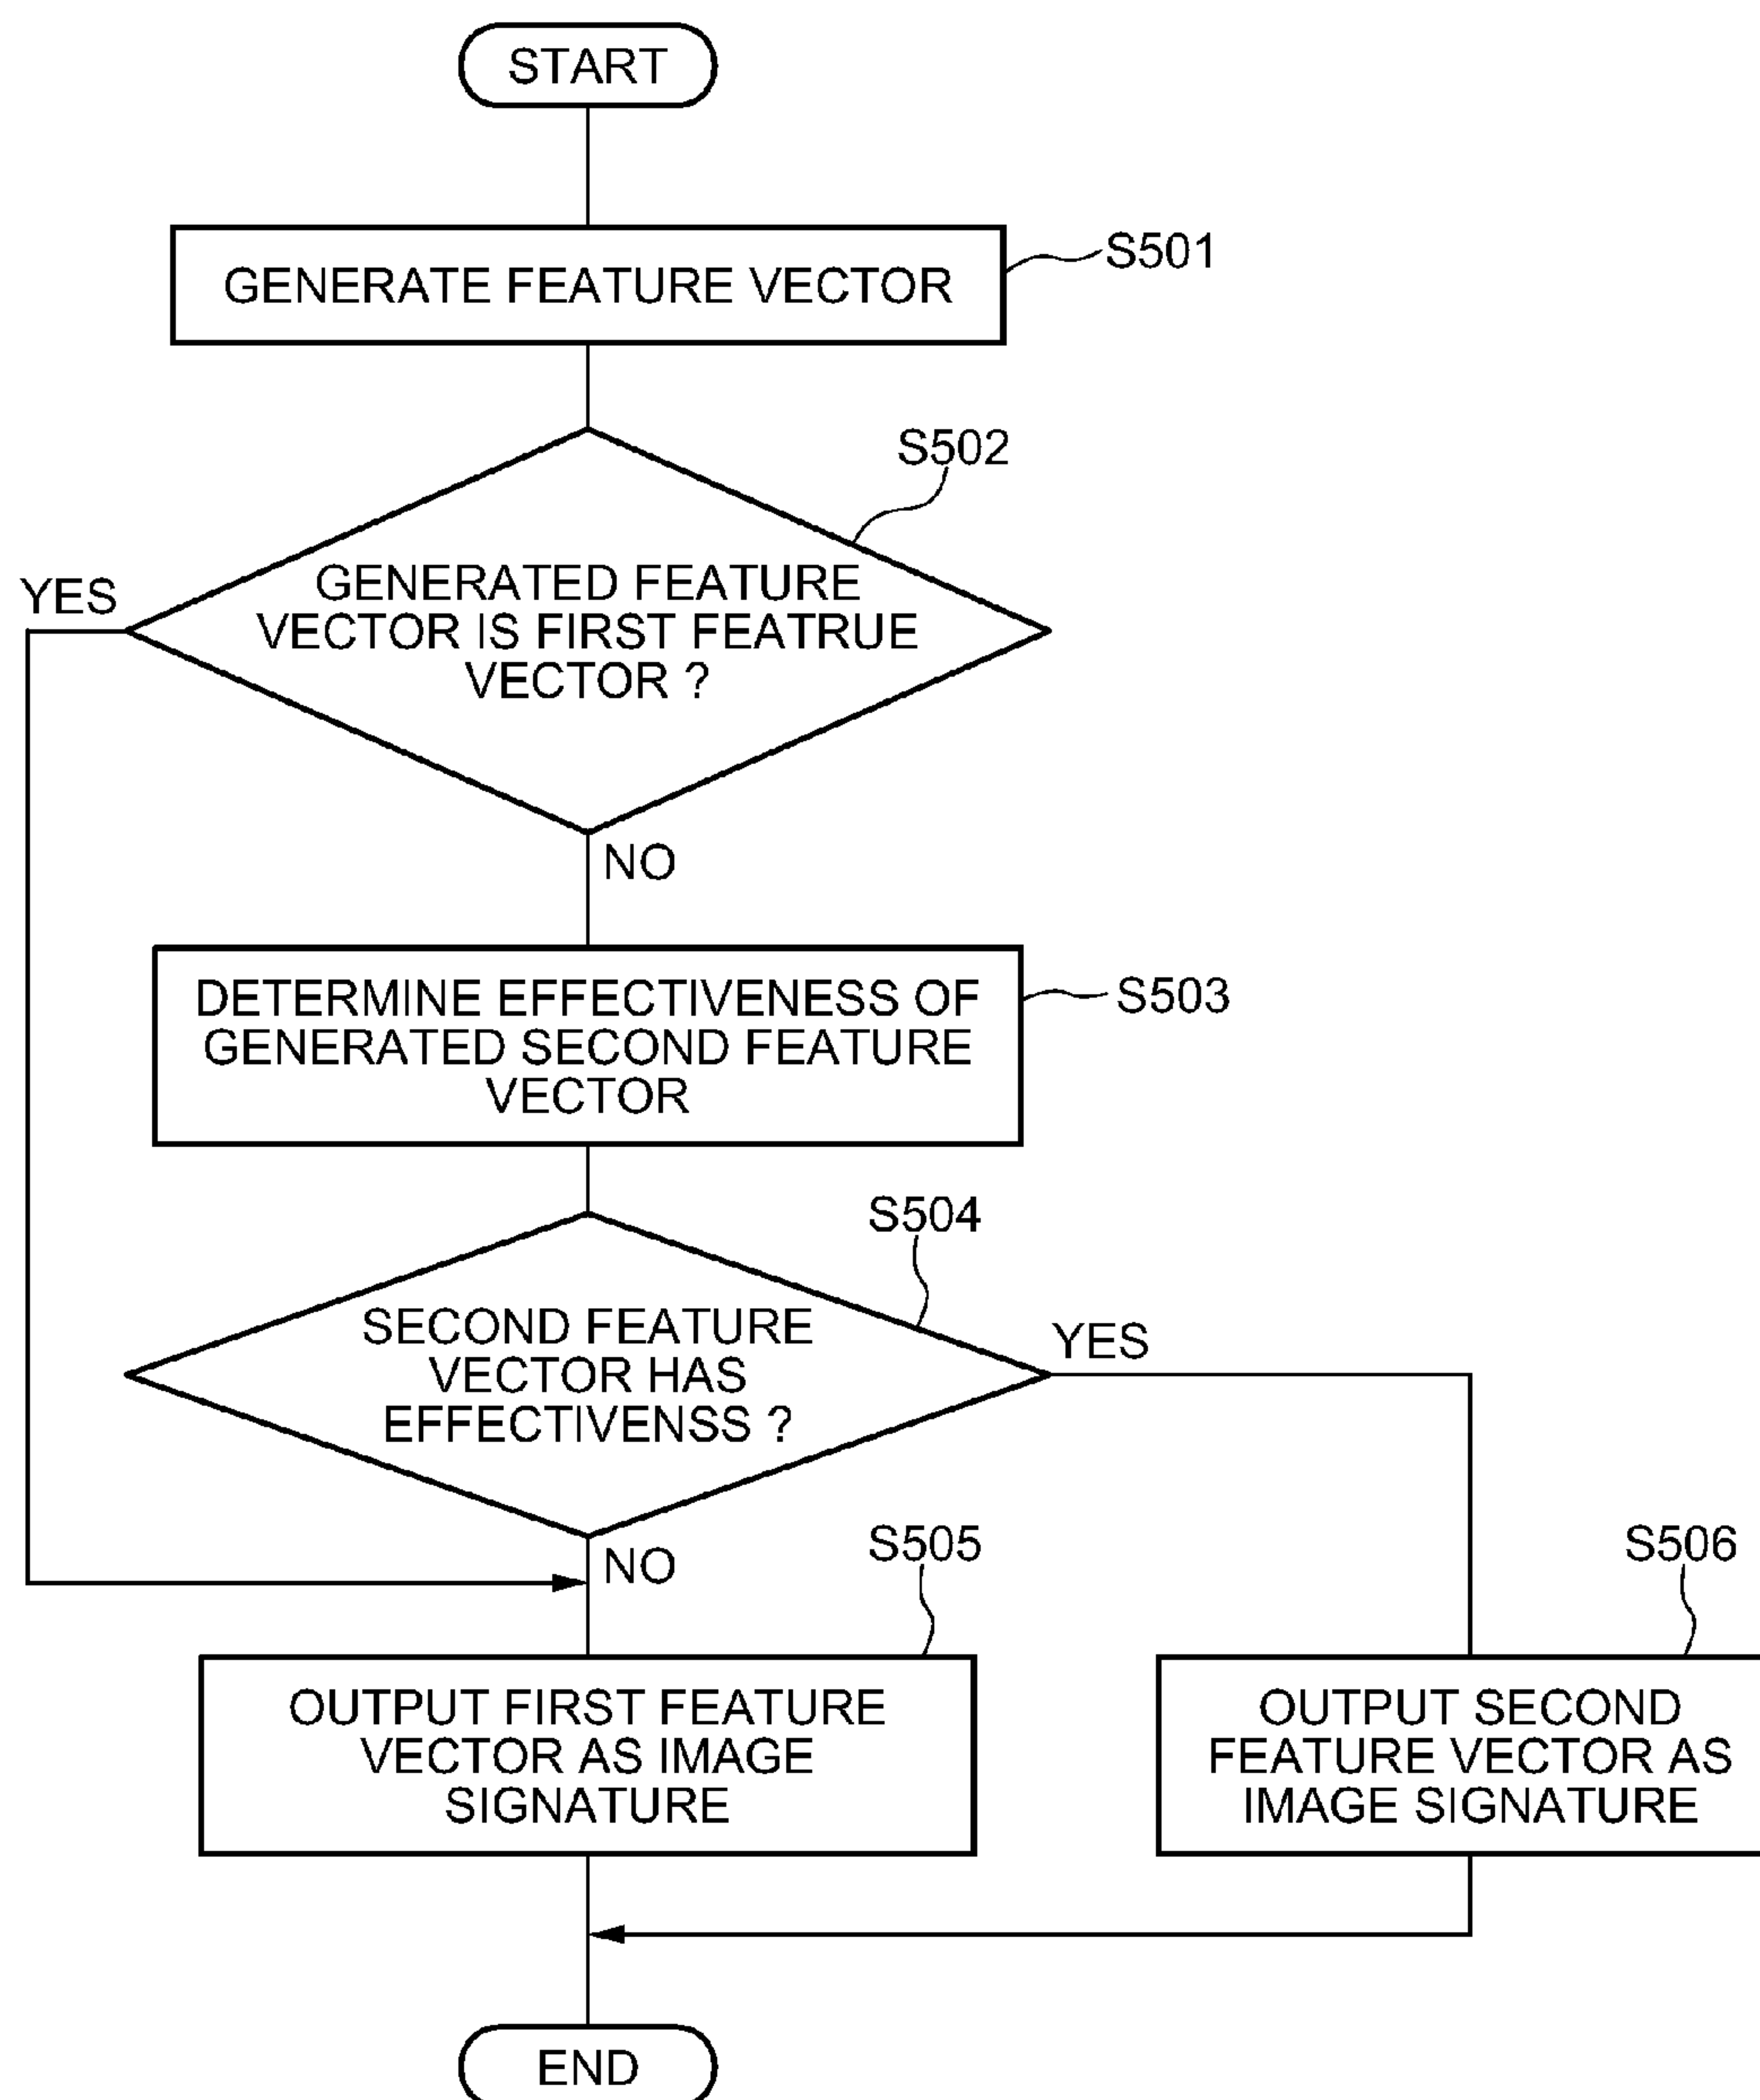 START
GENERATE FEATURE VECTOR
S501
S502
YES
GENERATED FEATURE
VECTOR IS FIRST FEATRUE
VECTOR ?
NO
DETERMINE EFFECTIVENESS OF
GENERATED SECOND FEATURE
VECTOR
S503
S504
SECOND FEATURE
VECTOR HAS
EFFECTIVENSS ?
YES
NO
S505
S506
OUTPUT FIRST FEATURE
VECTOR AS IMAGE
SIGNATURE
OUTPUT SECOND
FEATURE VECTOR AS
IMAGE SIGNATURE
END